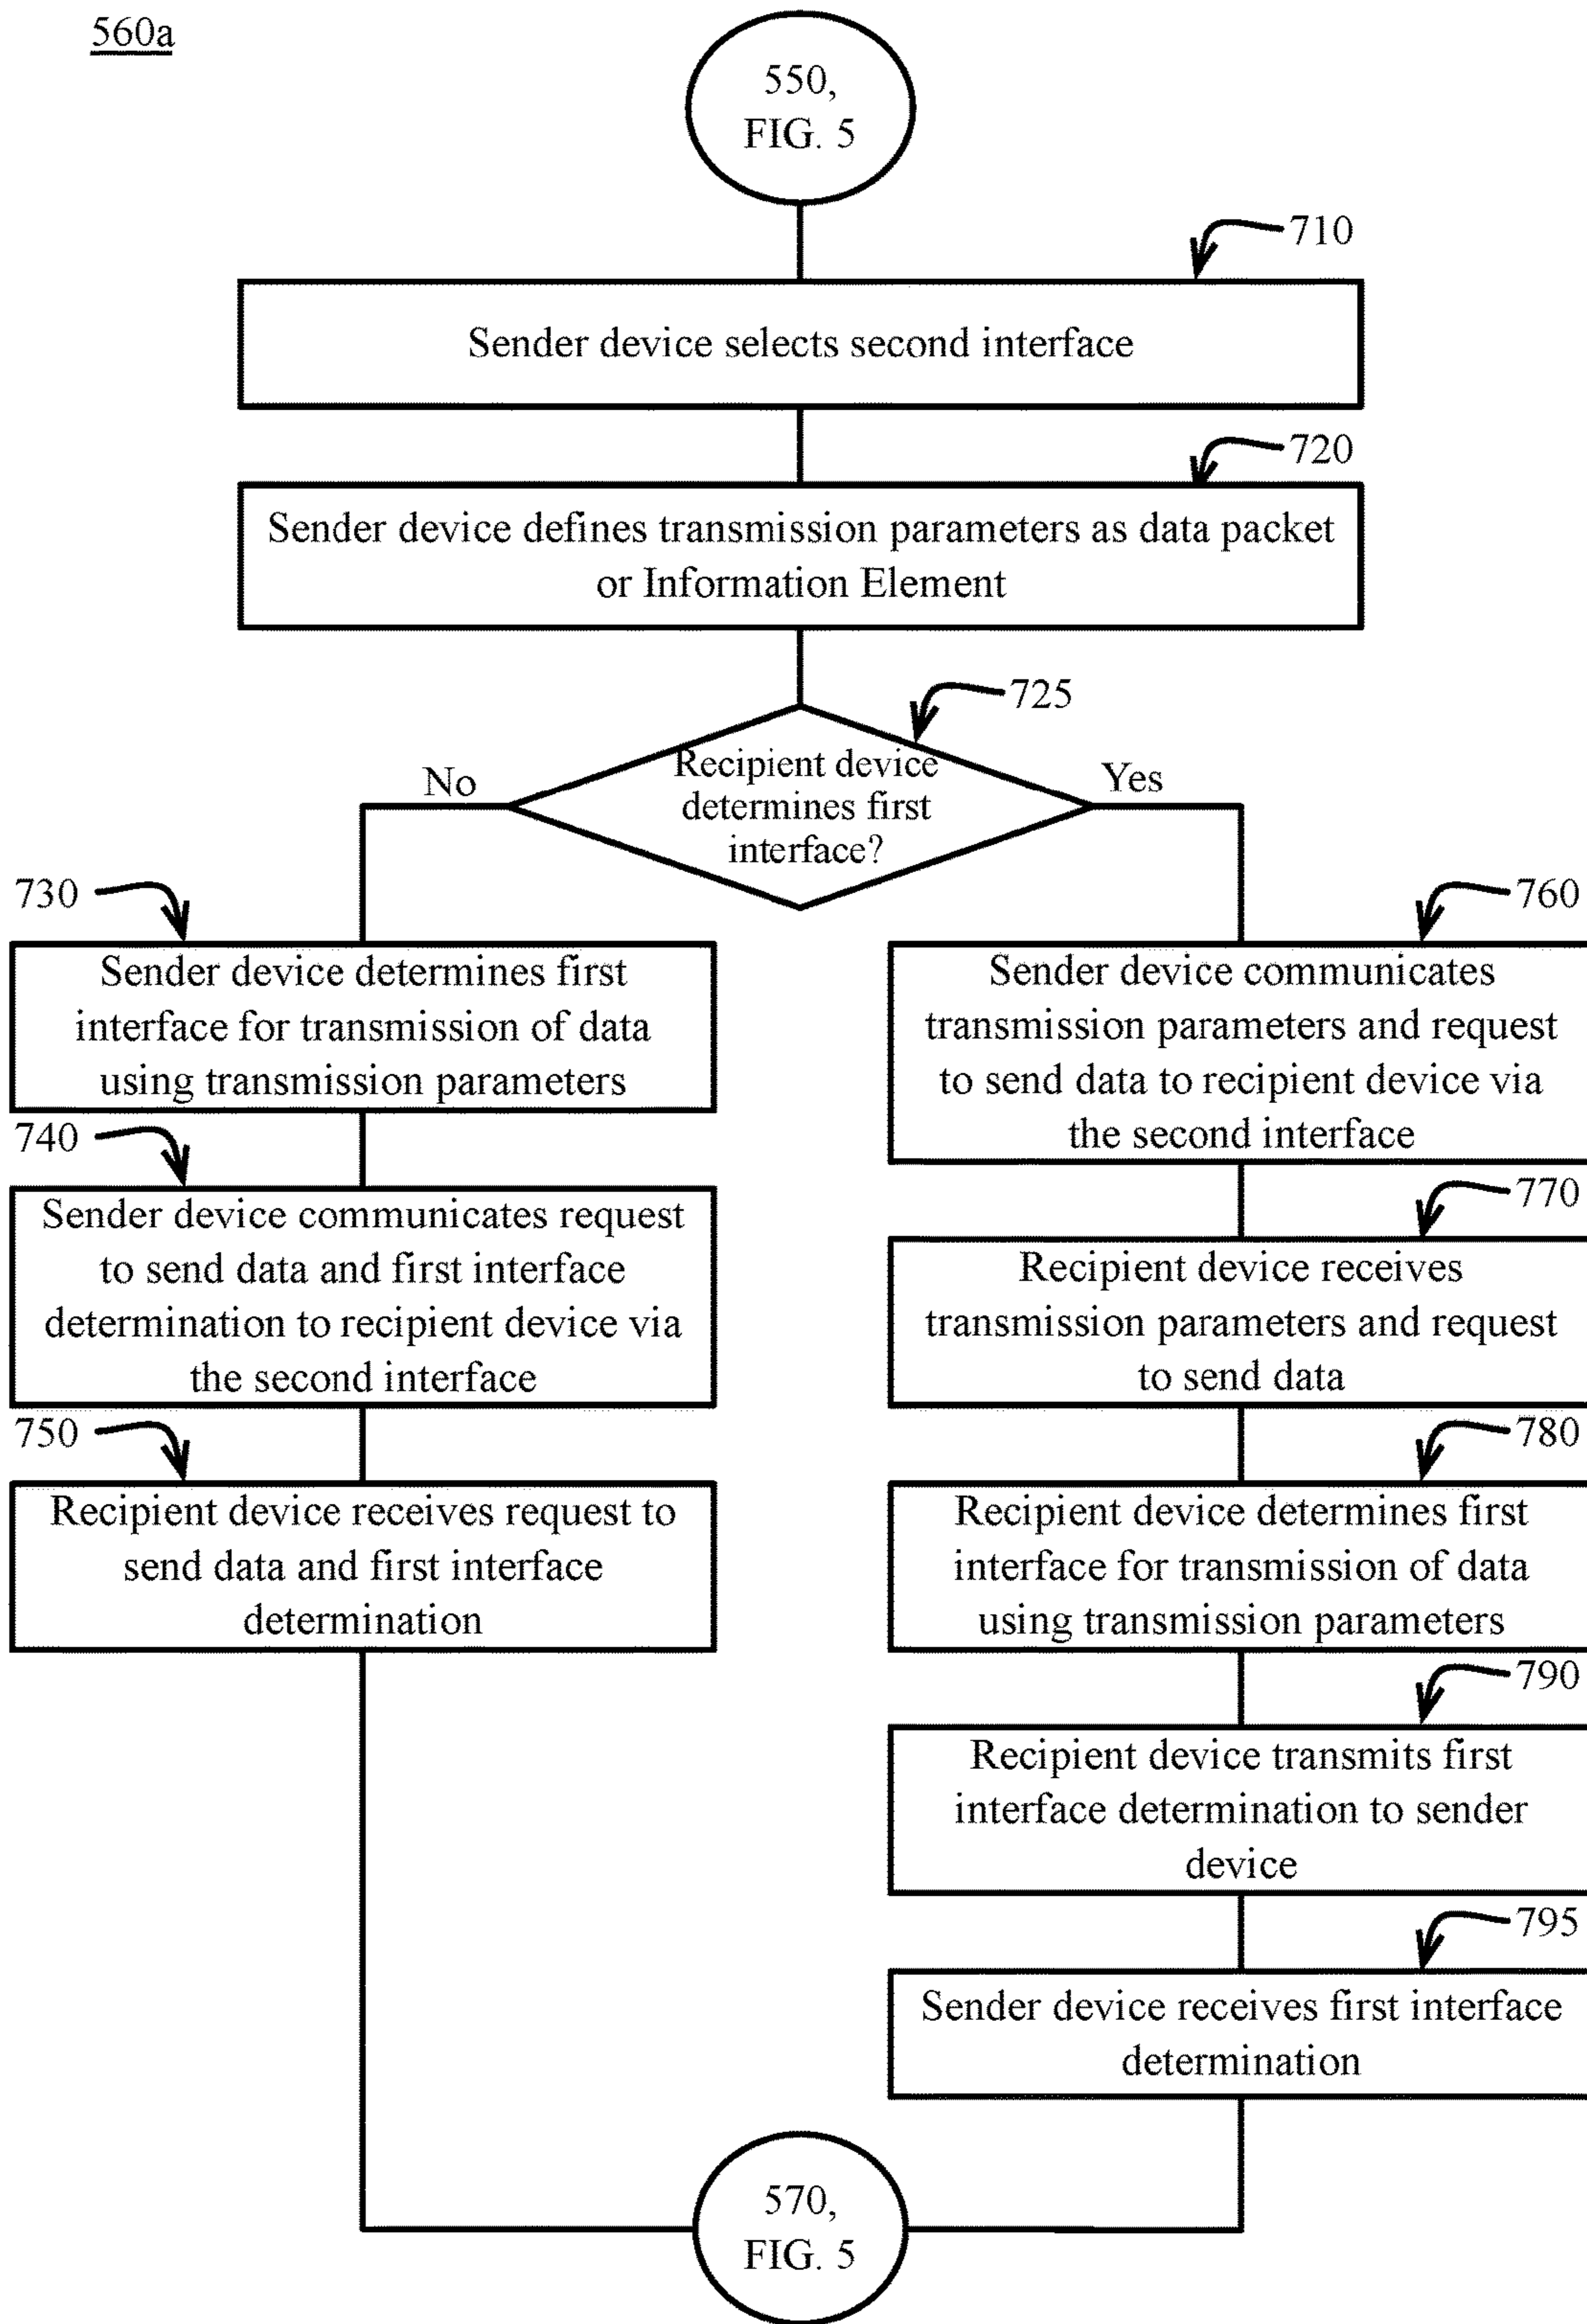 560a
550,
FIG. 5
710
Sender device selects second interface
720
Sender device defines transmission parameters as data packet
or Information Element
725
Recipient device
determines first
interface?
No
Yes
730
Sender device determines first
interface for transmission of data
using transmission parameters
740
Sender device communicates request
to send data and first interface
determination to recipient device via
the second interface
750
Recipient device receives request to
send data and first interface
determination
760
Sender device communicates
transmission parameters and request
to send data to recipient device via
the second interface
770
Recipient device receives
transmission parameters and request
to send data
780
Recipient device determines first
interface for transmission of data
using transmission parameters
790
Recipient device transmits first
interface determination to sender
device
795
Sender device receives first interface
determination
570,
FIG. 5